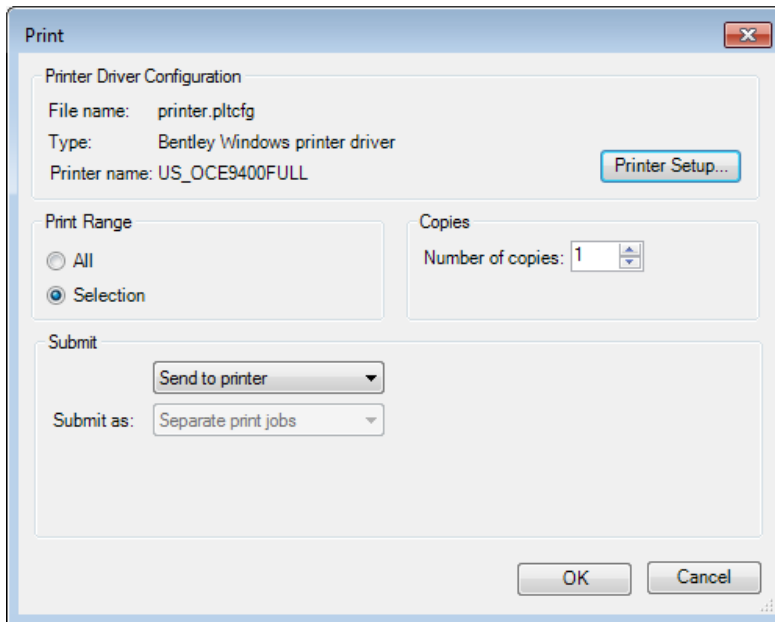 Print
Printer Driver Configuration
File name: printer.pltcfg
Type: Bentley Windows printer driver
Printer name: US_OCE9400FULL
Printer Setup...
Print Range
All
Selection
Copies
Number of copies: 1
Submit
Send to printer
Submit as: Separate print jobs
OK
Cancel